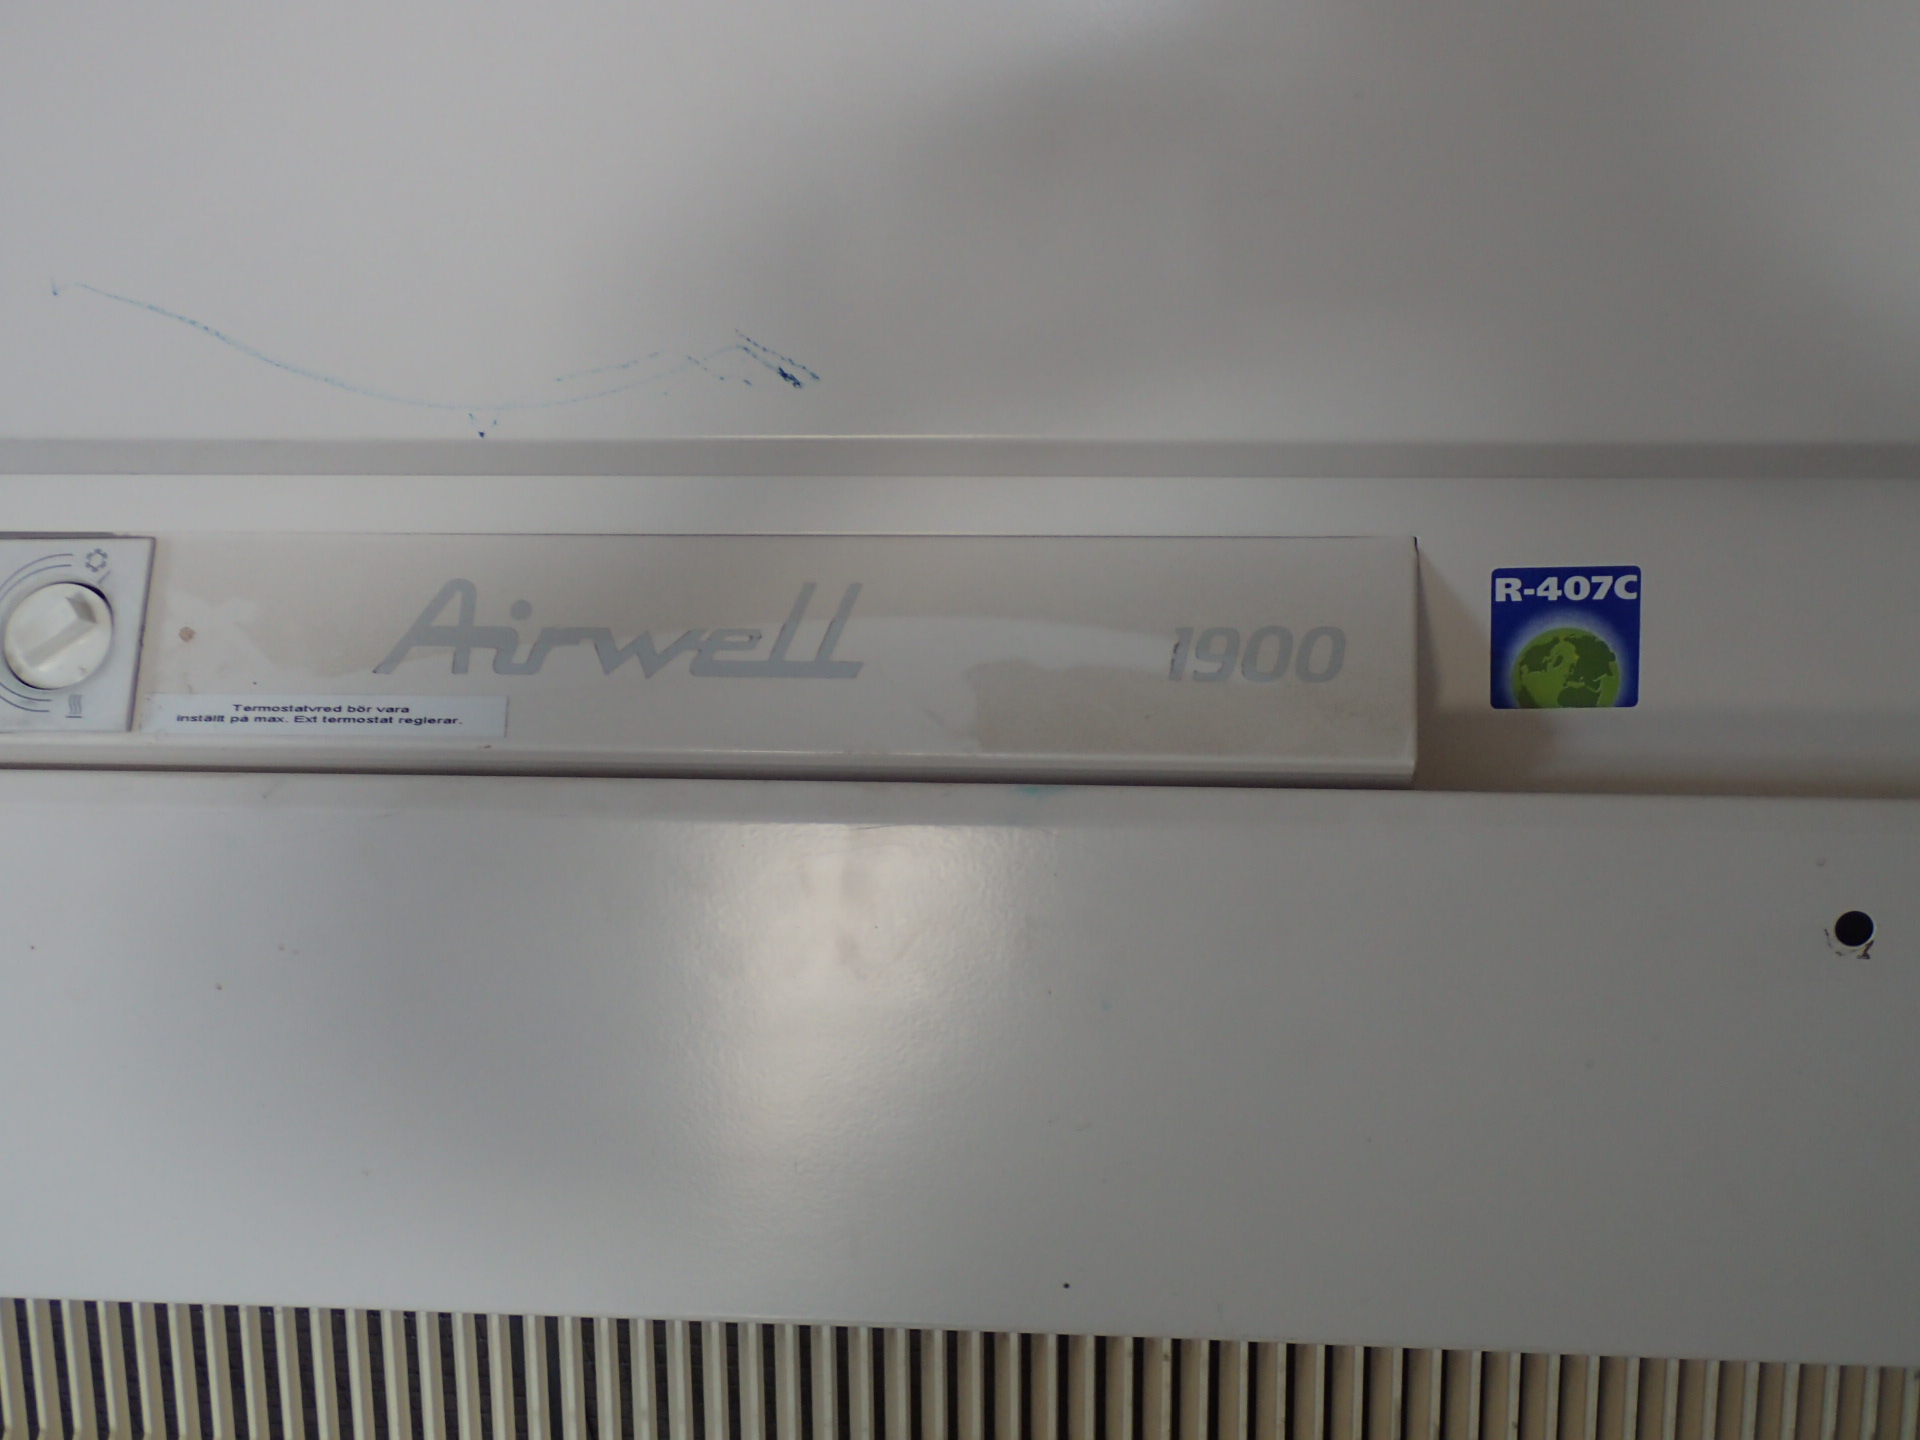 Airwell 1900
R-407C
Termostatvred bör vara
inställt på max. Ext termostat reglerar.